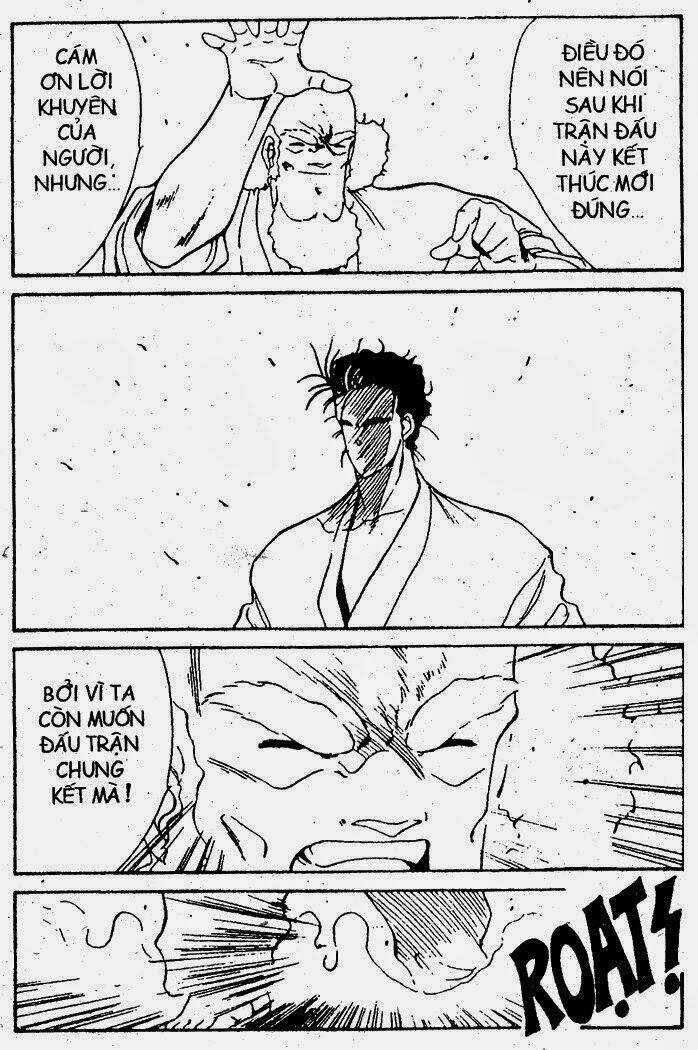 CÁM
ƠN LỜI
KHUYÊN
CỦA
NGƯỜI,
NHƯNG...
ĐIỀU ĐÓ
NÊN NÓI
SAU KHI
TRẬN ĐẤU
NÀY KẾT
THÚC MỚI
ĐÚNG...
BỞI VÌ TA
CÒN MUỐN
ĐẤU TRẬN
CHUNG
KẾT MÀ!
ROẠT!